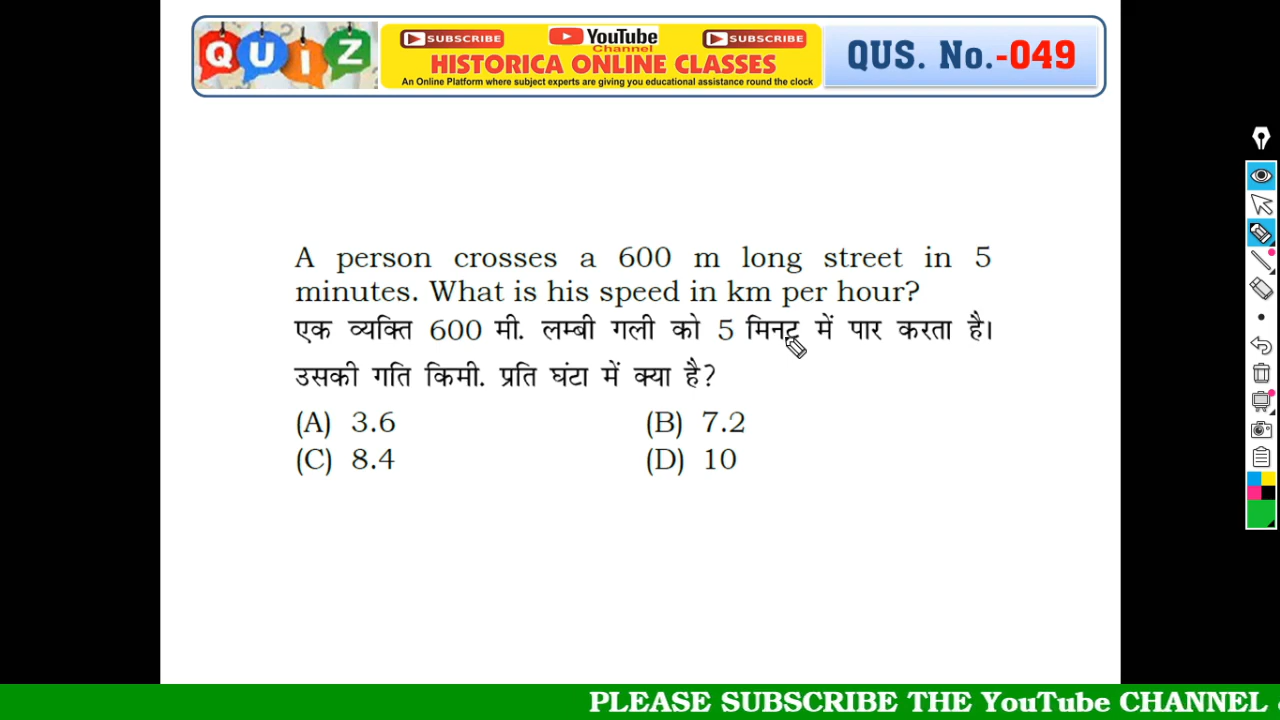 QUIZ
SUBSCRIBE
YouTube
Channel
SUBSCRIBE
HISTORICA ONLINE CLASSES
An Online Platform where subject experts are giving you educational assistance round the clock
QUS. No.-049
A person crosses a 600 m long street in 5
minutes. What is his speed in km per hour?
एक व्यक्ति 600 मी. लम्बी गली को 5 मिनट में पार करता है।
उसकी गति किमी. प्रति घंटा में क्या है?
(A) 3.6 (B) 7.2
(C) 8.4 (D) 10
PLEASE SUBSCRIBE THE YouTube CHANNEL